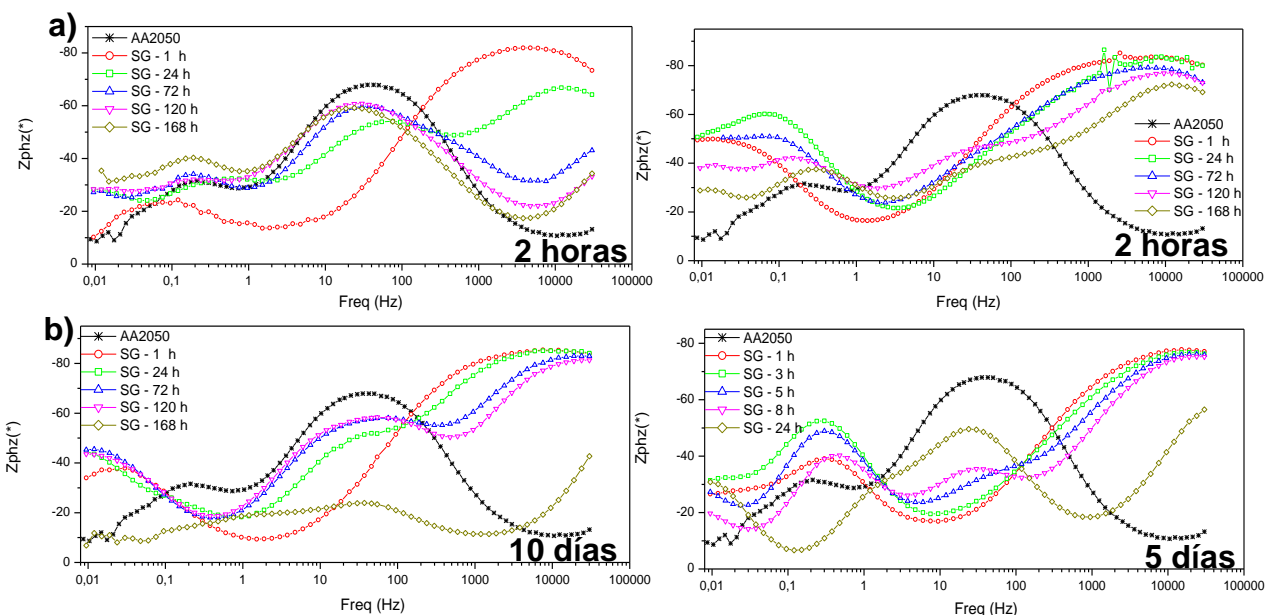 a)
Zphz(*)
-80
-60
-40
-20
0
AA2050
SG - 1 h
SG - 24 h
SG - 72 h
SG - 120 h
SG - 168 h
2 horas
0,01 0,1 1 10 100 1000 10000 100000
Freq (Hz)
Zphz(*)
-80
-60
-40
-20
0
AA2050
SG - 1 h
SG - 24 h
SG - 72 h
SG - 120 h
SG - 168 h
2 horas
0,01 0,1 1 10 100 1000 10000 100000
Freq (Hz)
b)
Zphz(*)
-80
-60
-40
-20
0
AA2050
SG - 1 h
SG - 24 h
SG - 72 h
SG - 120 h
SG - 168 h
10 días
0,01 0,1 1 10 100 1000 10000 100000
Freq (Hz)
Zphz(*)
-80
-60
-40
-20
0
AA2050
SG - 1 h
SG - 3 h
SG - 5 h
SG - 8 h
SG - 24 h
5 días
0,01 0,1 1 10 100 1000 10000 100000
Freq (Hz)